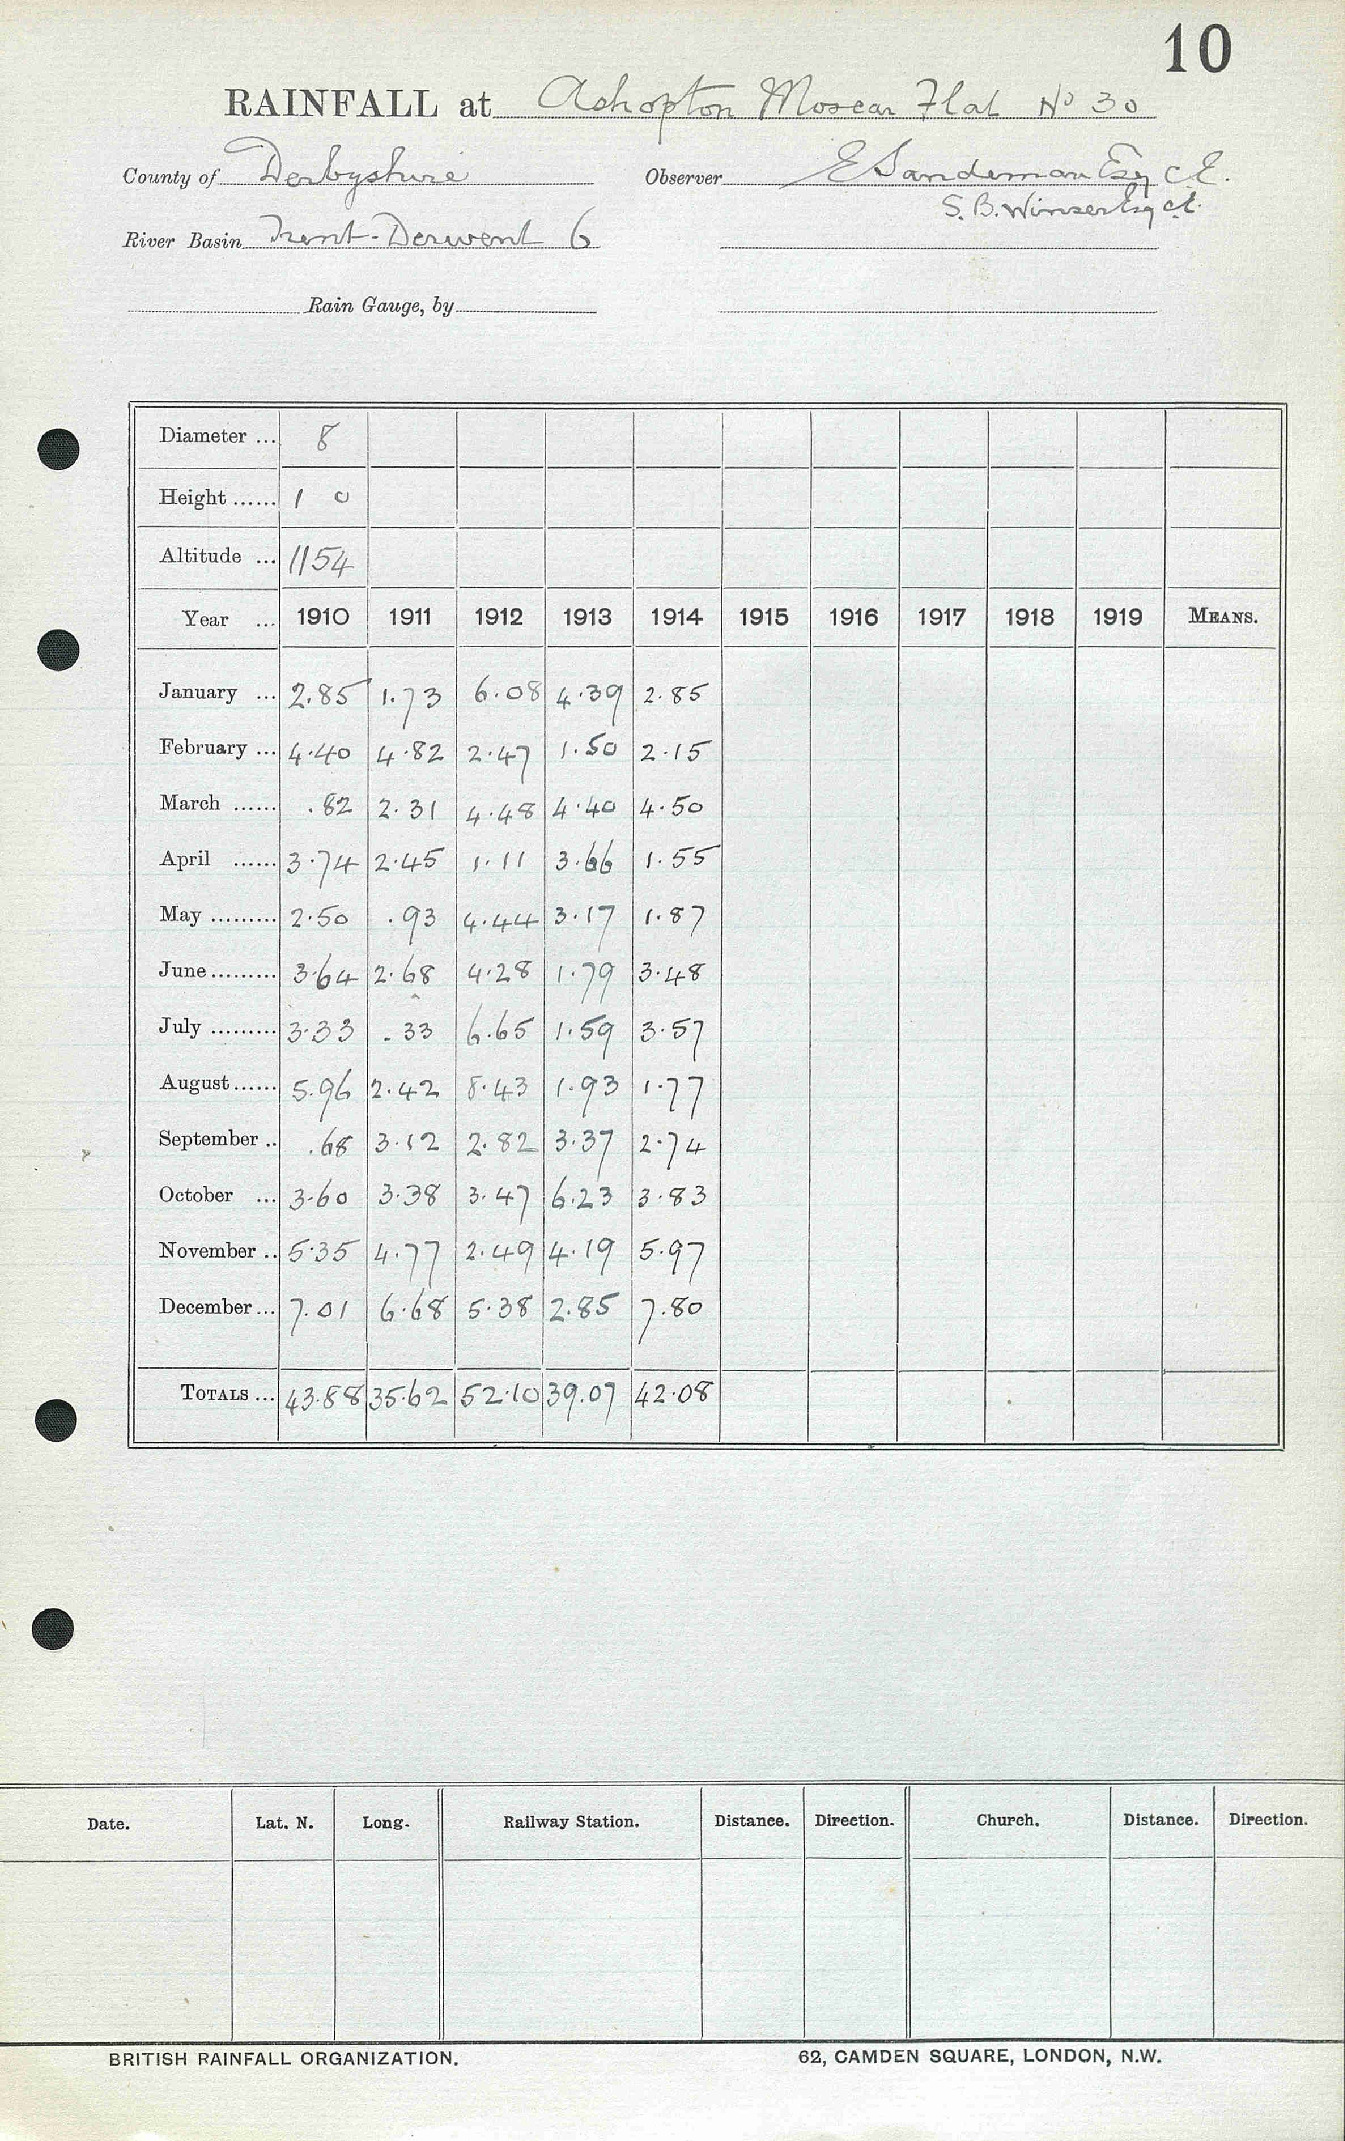 10
RAINFALL at Ashopton Moscar Flat No 30
County of Derbyshire Observer E Sandeman Esq C.E.
S. B. Winser Esq C.E.
River Basin Trent-Derwent 6
Rain Gauge, by
Diameter ... 8
Height ...... 1 0
Altitude ... 1154
Year ... 1910 1911 1912 1913 1914 1915 1916 1917 1918 1919 MEANS.
January ... 2.85 1.73 6.08 4.39 2.85
February ... 4.40 4.82 2.47 1.50 2.15
March ...... .82 2.31 4.48 4.40 4.50
April ...... 3.74 2.45 1.11 3.66 1.55
May ......... 2.50 .93 4.44 3.17 1.87
June ......... 3.64 2.68 4.28 1.79 3.48
July ......... 3.33 .33 6.65 1.59 3.57
August ...... 5.96 2.42 8.43 1.93 1.77
September .. .68 3.12 2.82 3.37 2.74
October ... 3.60 3.38 3.47 6.23 3.83
November .. 5.35 4.77 2.49 4.19 5.97
December ... 7.01 6.68 5.38 2.85 7.80
TOTALS ... 43.88 35.62 52.10 39.07 42.08
Date. Lat. N. Long. Railway Station. Distance. Direction. Church. Distance. Direction.
BRITISH RAINFALL ORGANIZATION. 62, CAMDEN SQUARE, LONDON, N.W.